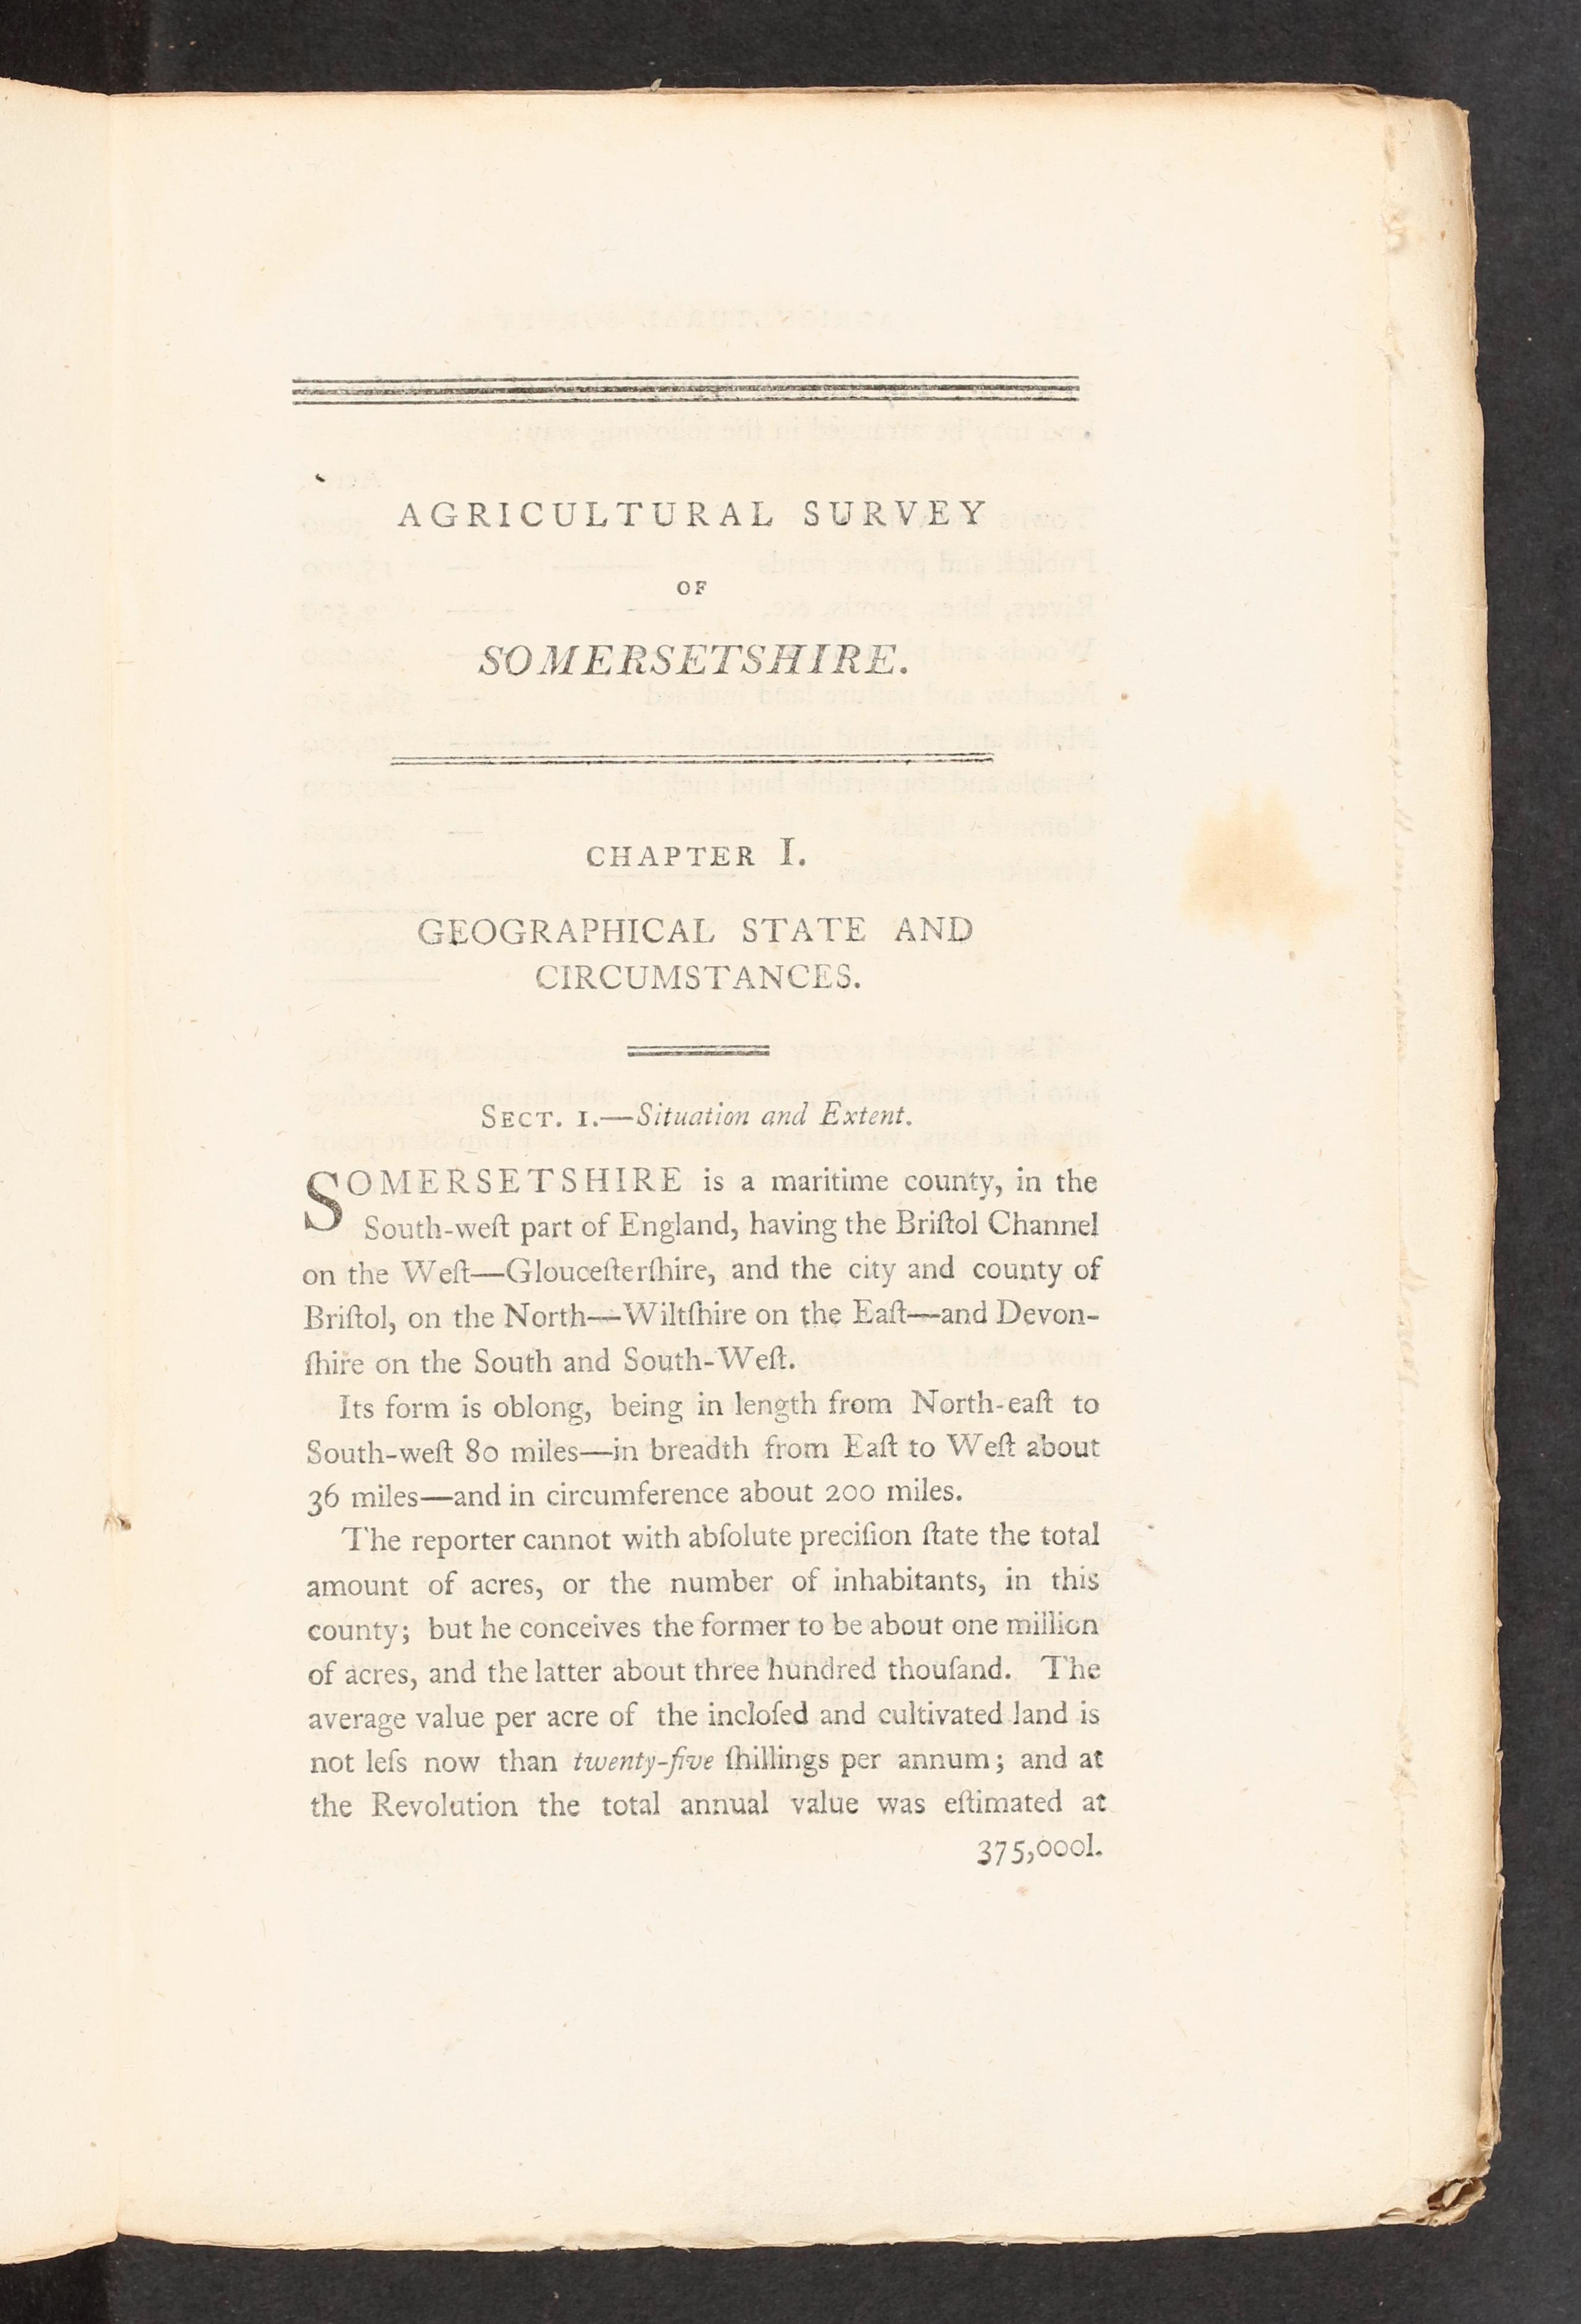 AGRICULTURAL SURVEY
OF
SOMERSETSHIRE.
CHAPTER I.
GEOGRAPHICAL STATE AND
CIRCUMSTANCES.
SECT. 1.—Situation and Extent.
SOMERSETSHIRE is a maritime county, in the
South-weſt part of England, having the Briſtol Channel
on the Weſt—Glouceſterſhire, and the city and county of
Briſtol, on the North—Wiltſhire on the Eaſt—and Devon-
ſhire on the South and South-Weſt.
Its form is oblong, being in length from North-eaſt to
South-weſt 80 miles—in breadth from Eaſt to Weſt about
36 miles—and in circumference about 200 miles.
The reporter cannot with abſolute preciſion ſtate the total
amount of acres, or the number of inhabitants, in this
county; but he conceives the former to be about one million
of acres, and the latter about three hundred thouſand. The
average value per acre of the incloſed and cultivated land is
not leſs now than twenty-five ſhillings per annum; and at
the Revolution the total annual value was eſtimated at
375,000l.